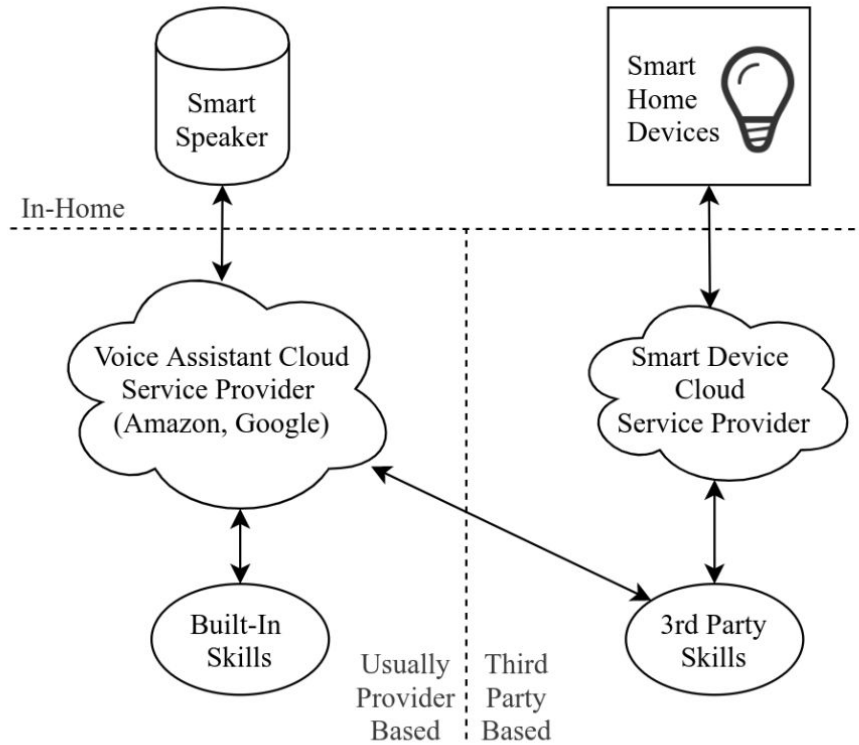 Smart
Speaker
Smart
Home
Devices
In-Home
Voice Assistant Cloud
Service Provider
(Amazon, Google)
Smart Device
Cloud
Service Provider
Built-In
Skills
3rd Party
Skills
Usually
Provider
Based
Third
Party
Based